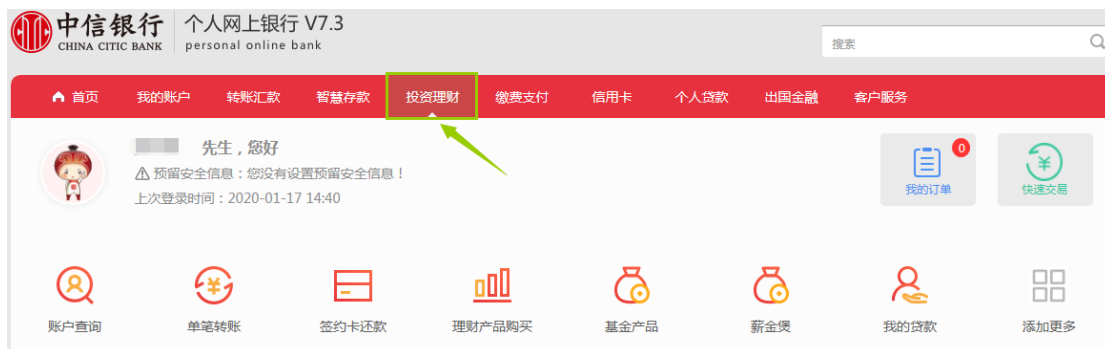 中信银行
CHINA CITIC BANK
个人网上银行 V7.3
personal online bank
搜索
首页 我的账户 转账汇款 智慧存款 投资理财 缴费支付 信用卡 个人贷款 出国金融 客户服务
先生，您好
预留安全信息：您没有设置预留安全信息！
上次登录时间：2020-01-17 14:40
0
我的订单
快速交易
账户查询 单笔转账 签约卡还款 理财产品购买 基金产品 薪金煲 我的贷款 添加更多